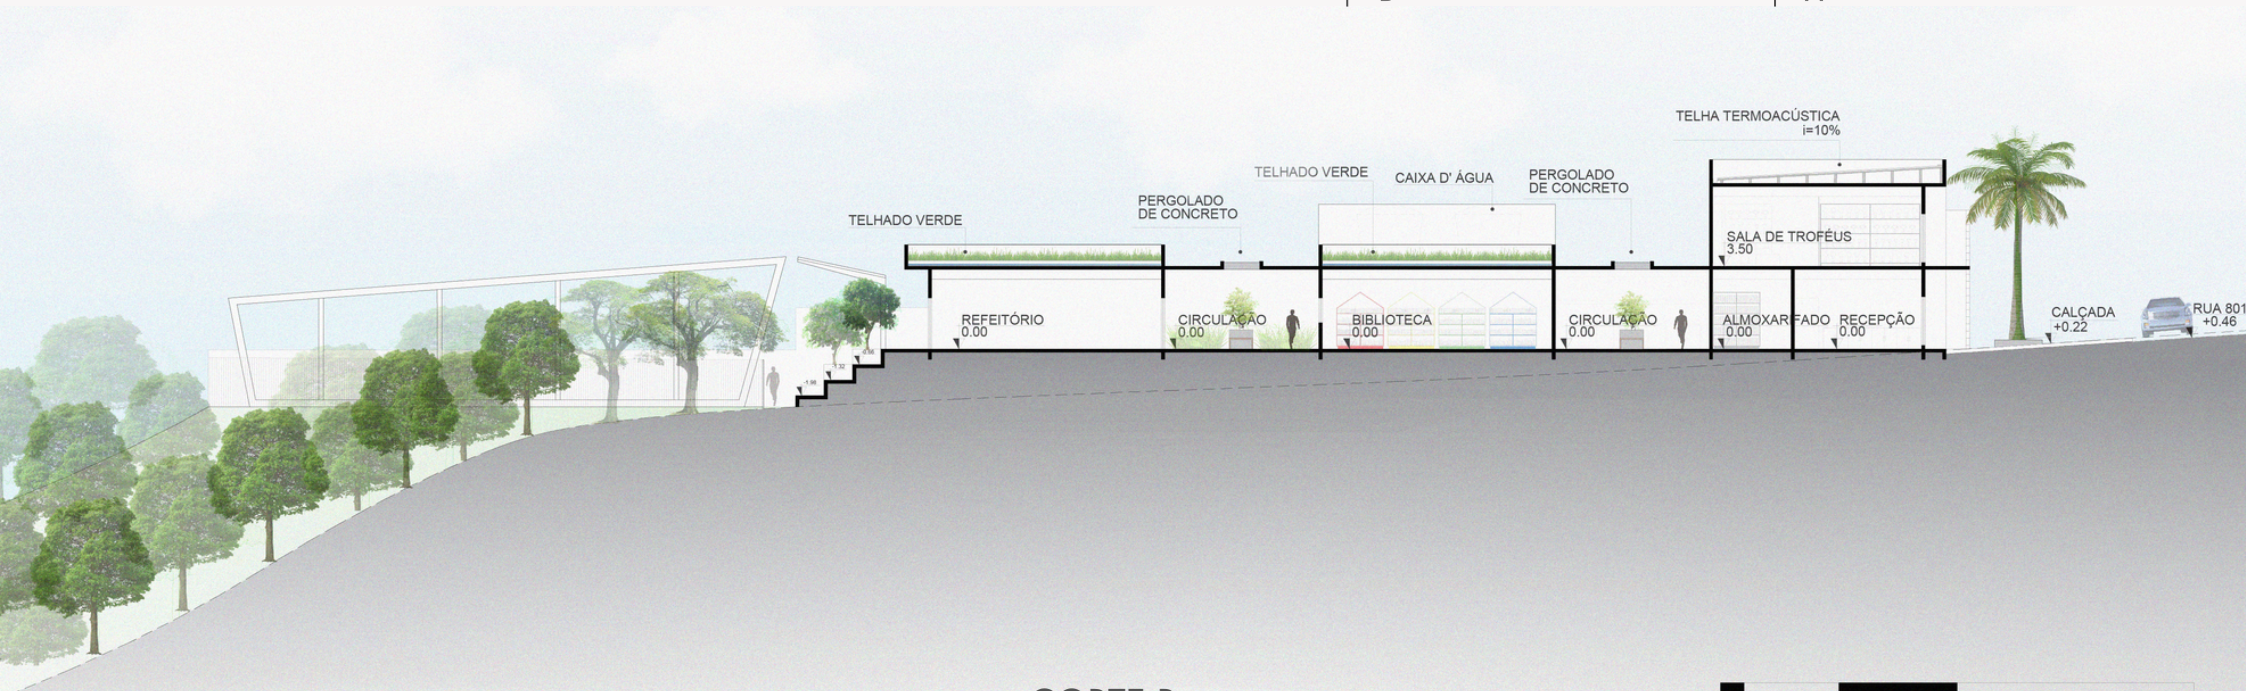 TELHA TERMOACÚSTICA
i=10%
TELHADO VERDE
CAIXA D' ÁGUA
PERGOLADO
DE CONCRETO
PERGOLADO
DE CONCRETO
TELHADO VERDE
SALA DE TROFÉUS
3.50
REFEITÓRIO
0.00
CIRCULAÇÃO
0.00
BIBLIOTECA
0.00
CIRCULAÇÃO
0.00
ALMOXARIFADO
0.00
RECEPÇÃO
0.00
CALÇADA
+0.22
RUA 801
+0.46
-1.32